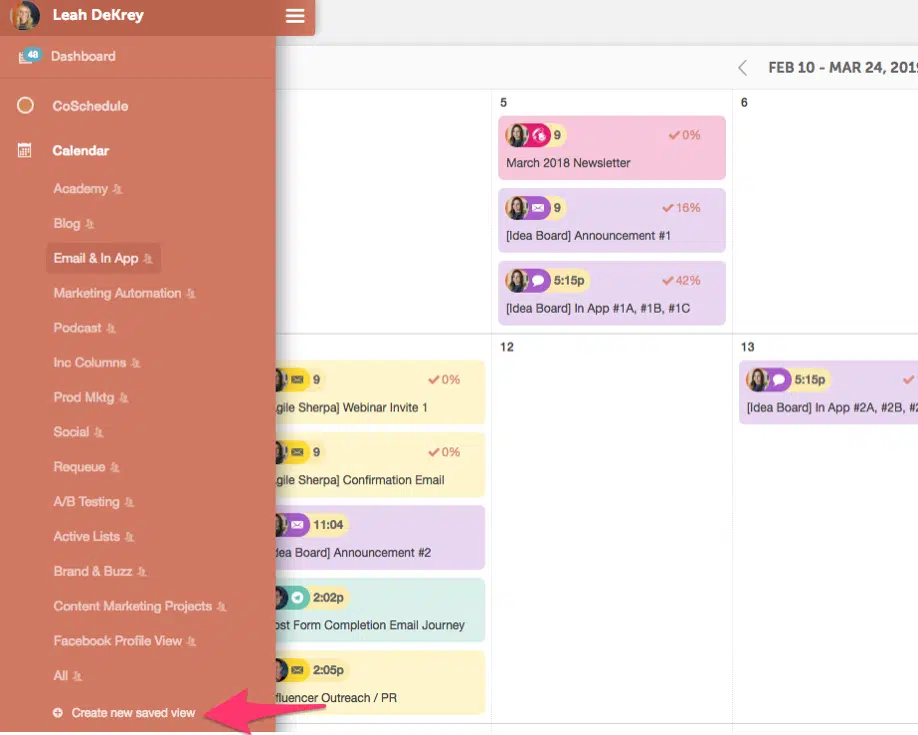 Leah DeKrey
40 Dashboard
CoSchedule
Calendar
Academy
Blog
Email & In App
Marketing Automation
Podcast
Inc Columns
Prod Mktg
Social
Requeue
A/B Testing
Active Lists
Brand & Buzz
Content Marketing Projects
Facebook Profile View
All
Create new saved view
FEB 10 - MAR 24, 2019
5
9 0%
March 2018 Newsletter
9 16%
[Idea Board] Announcement #1
5:15p 42%
[Idea Board] In App #1A, #1B, #1C
6
9 0%
gile Sherpa] Webinar Invite 1
9 0%
gile Sherpa] Confirmation Email
11:04
dea Board] Announcement #2
2:02p
ost Form Completion Email Journey
2:05p
fluencer Outreach / PR
12
13
5:15p
[Idea Board] In App #2A, #2B, #2